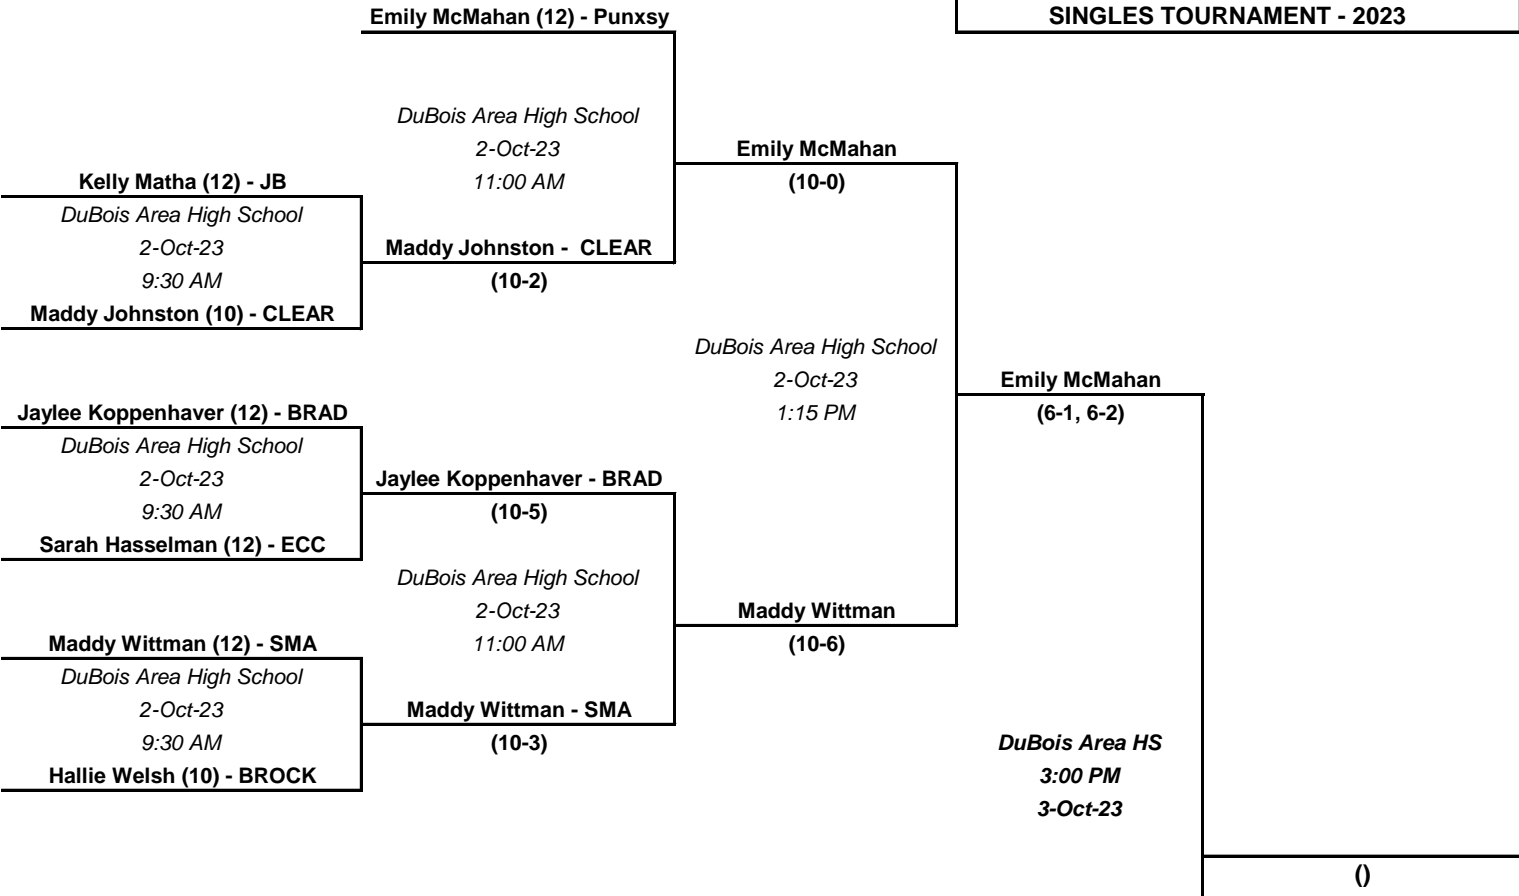 Emily McMahan (12) - Punxsy
SINGLES TOURNAMENT - 2023
DuBois Area High School
2-Oct-23
11:00 AM
Emily McMahan
(10-0)
Kelly Matha (12) - JB
DuBois Area High School
2-Oct-23
9:30 AM
Maddy Johnston (10) - CLEAR
Maddy Johnston - CLEAR
(10-2)
DuBois Area High School
2-Oct-23
1:15 PM
Emily McMahan
(6-1, 6-2)
Jaylee Koppenhaver (12) - BRAD
DuBois Area High School
2-Oct-23
9:30 AM
Sarah Hasselman (12) - ECC
Jaylee Koppenhaver - BRAD
(10-5)
DuBois Area High School
2-Oct-23
11:00 AM
Maddy Wittman
(10-6)
Maddy Wittman (12) - SMA
DuBois Area High School
2-Oct-23
9:30 AM
Hallie Welsh (10) - BROCK
Maddy Wittman - SMA
(10-3)
DuBois Area HS
3:00 PM
3-Oct-23
()